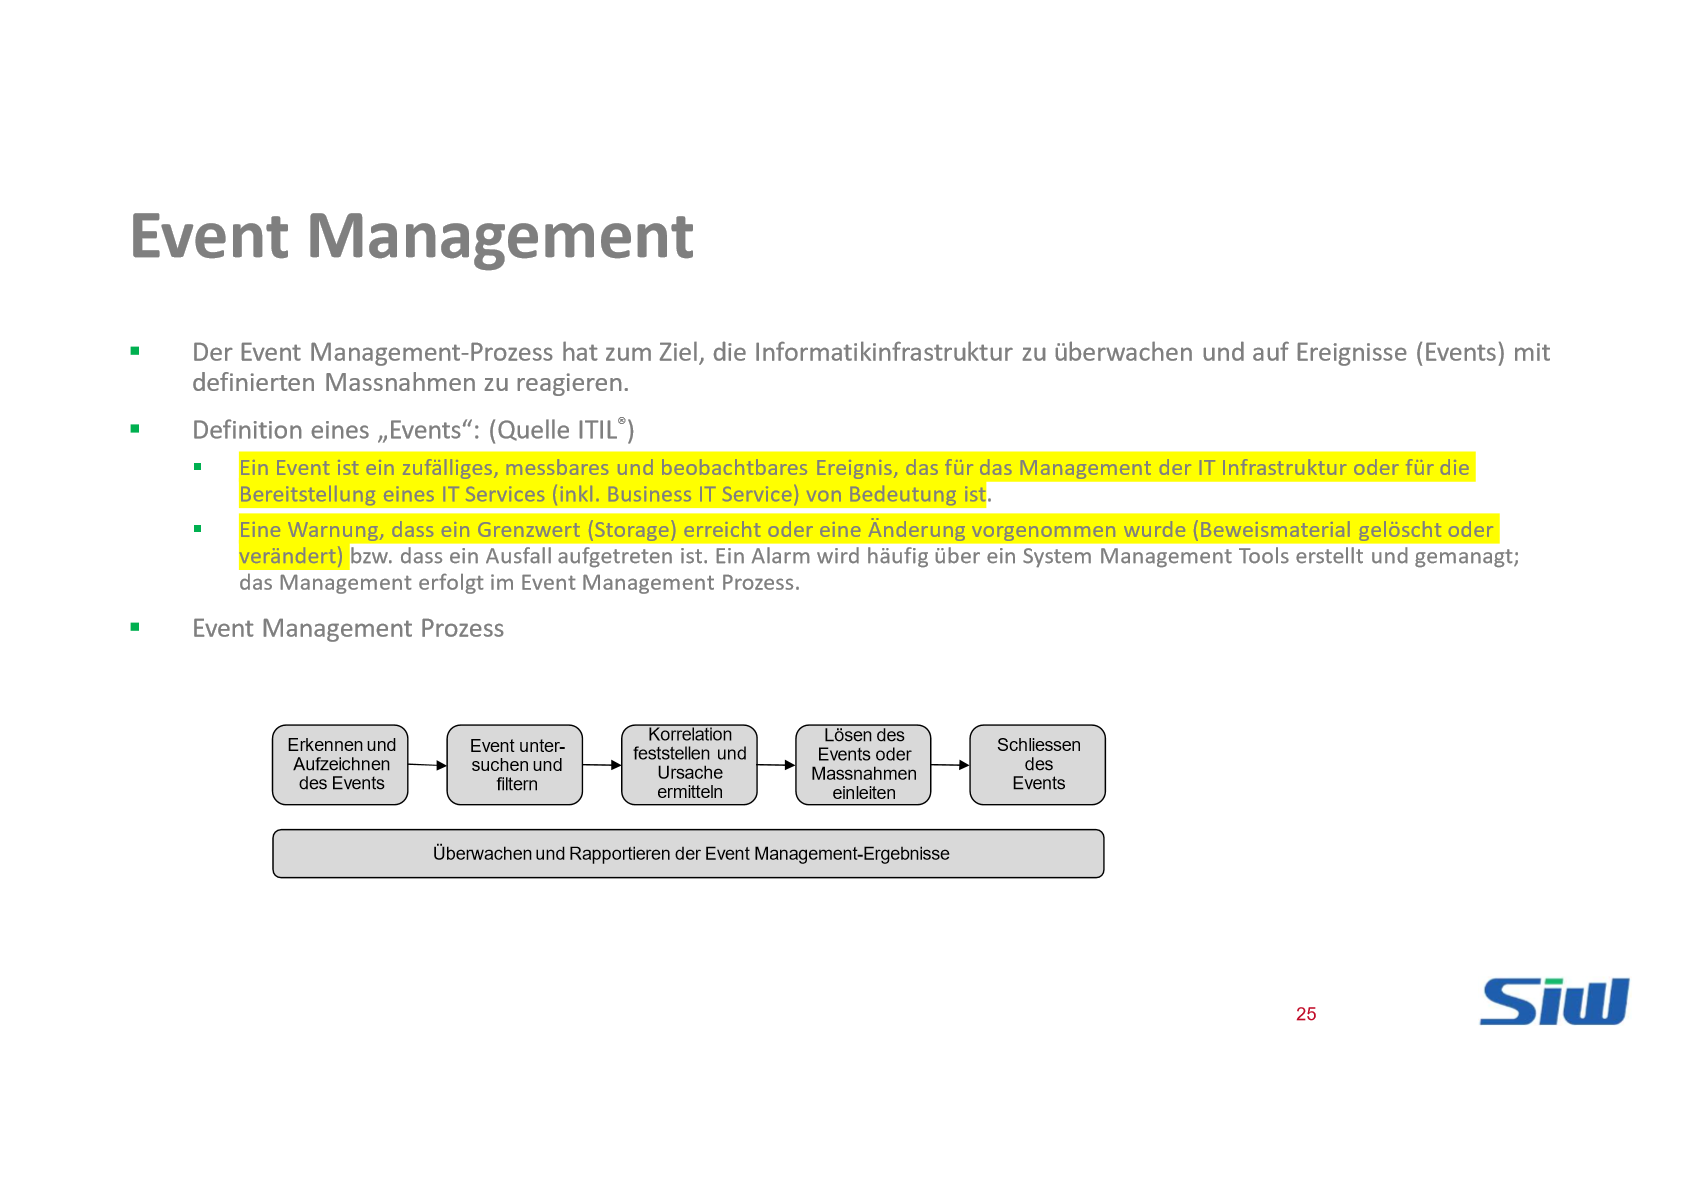 Event Management
▪ Der Event Management-Prozess hat zum Ziel, die Informatikinfrastruktur zu überwachen und auf Ereignisse (Events) mit
definierten Massnahmen zu reagieren.
▪ Definition eines „Events“: (Quelle ITIL®)
▪ Ein Event ist ein zufälliges, messbares und beobachtbares Ereignis, das für das Management der IT Infrastruktur oder für die
Bereitstellung eines IT Services (inkl. Business IT Service) von Bedeutung ist.
▪ Eine Warnung, dass ein Grenzwert (Storage) erreicht oder eine Änderung vorgenommen wurde (Beweismaterial gelöscht oder
verändert) bzw. dass ein Ausfall aufgetreten ist. Ein Alarm wird häufig über ein System Management Tools erstellt und gemanagt;
das Management erfolgt im Event Management Prozess.
▪ Event Management Prozess
Erkennen und
Aufzeichnen
des Events
Event unter-
suchen und
filtern
Korrelation
feststellen und
Ursache
ermitteln
Lösen des
Events oder
Massnahmen
einleiten
Schliessen
des
Events
Überwachen und Rapportieren der Event Management-Ergebnisse
25
Siw